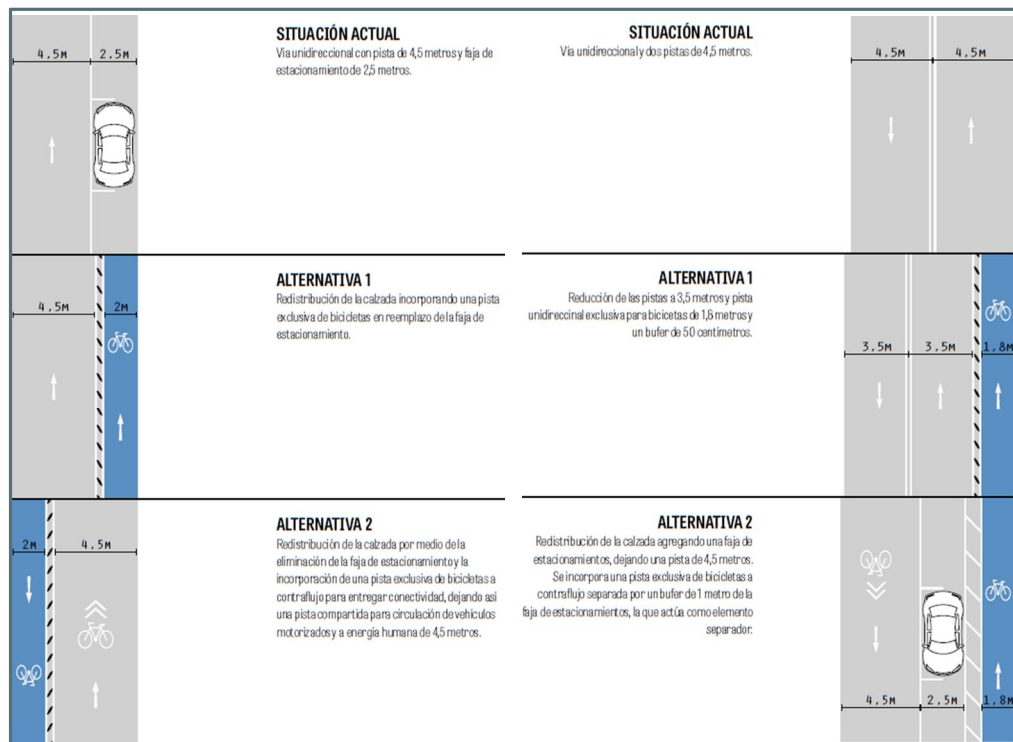 4,5M 2,5M
SITUACIÓN ACTUAL
Vía unidireccional con pista de 4,5 metros y faja de
estacionamiento de 2,5 metros.
4,5M 2M
ALTERNATIVA 1
Redistribución de la calzada incorporando una pista
exclusiva de bicicletas en reemplazo de la faja de
estacionamiento.
2M 4,5M
ALTERNATIVA 2
Redistribución de la calzada por medio de la
eliminación de la faja de estacionamiento y la
incorporación de una pista exclusiva de bicicletas a
contraflujo para entregar conectividad, dejando así
una pista compartida para circulación de vehículos
motorizados y a energía humana de 4,5 metros.
SITUACIÓN ACTUAL
Vía unidireccional y dos pistas de 4,5 metros.
4,5M 4,5M
ALTERNATIVA 1
Reducción de las pistas a 3,5 metros y pista
unidireccinal exclusiva para bicicetas de 1,8 metros y
un bufer de 50 centímetros.
3,5M 3,5M 1,8M
ALTERNATIVA 2
Redistribución de la calzada agregando una faja de
estacionamientos, dejando una pista de 4,5 metros.
Se incorpora una pista exclusiva de bicicletas a
contraflujo separada por un bufer de 1 metro de la
faja de estacionamientos, la que actúa como elemento
separador.
4,5M 2,5M 1,8M